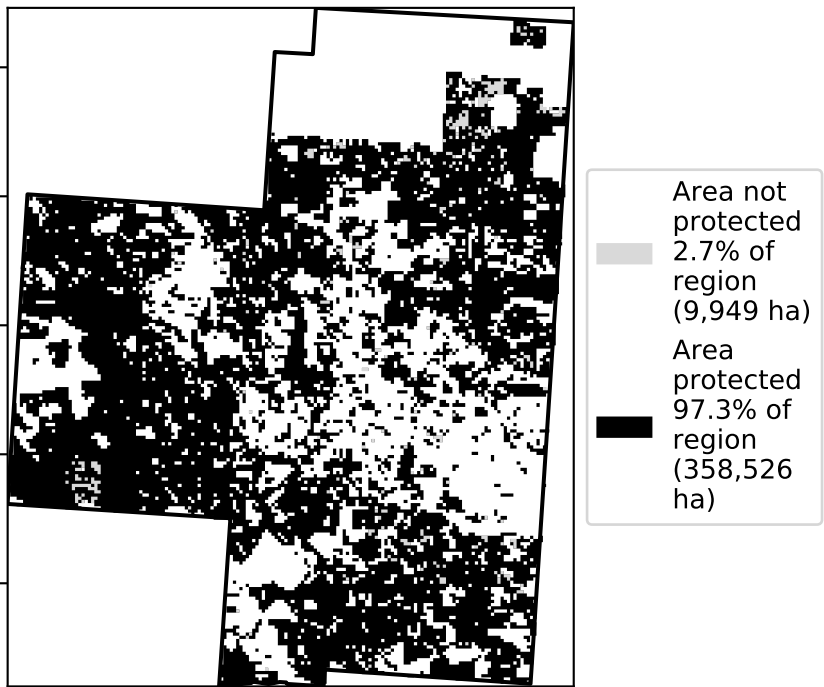 Area not
protected
2.7% of
region
(9,949 ha)
Area
protected
97.3% of
region
(358,526
ha)